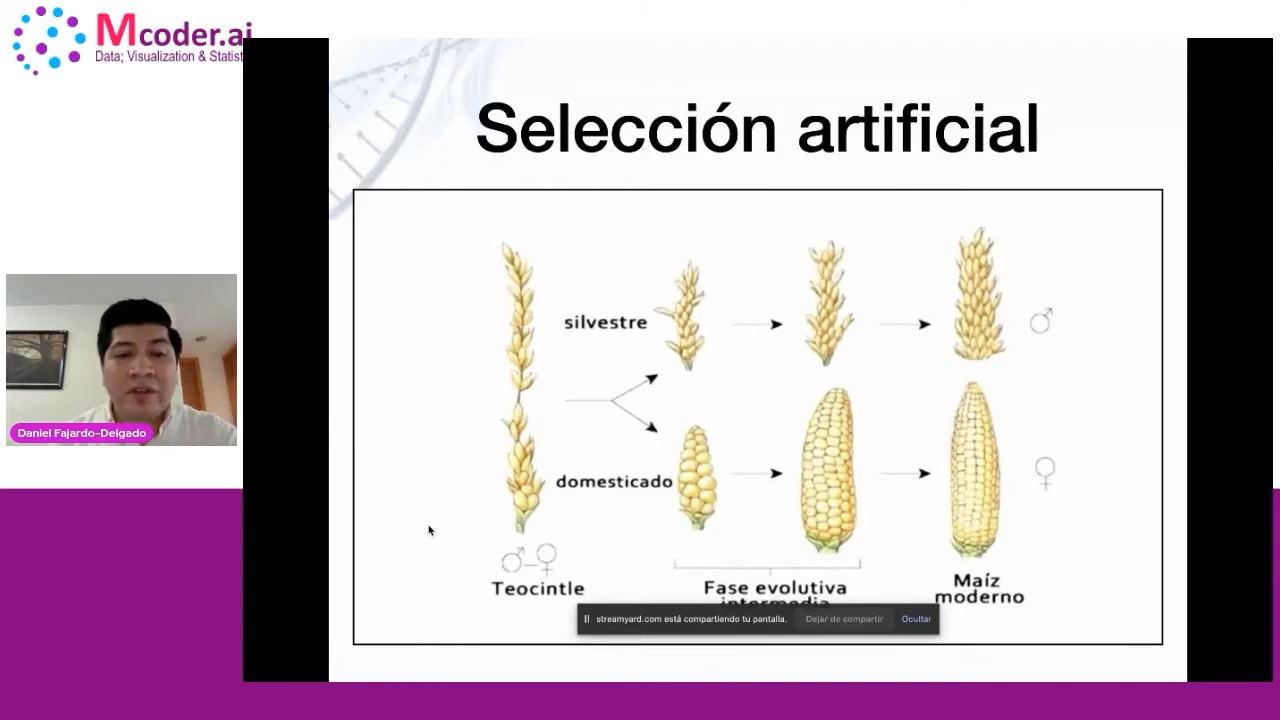 Mcoder.ai
Data; Visualization & Statist
Selección artificial
silvestre
♂
domesticado
♀
♂–♀
Teocintle
Fase evolutiva
intermedia
Maíz
moderno
streamyard.com está compartiendo tu pantalla.
Dejar de compartir
Ocultar
Daniel Fajardo-Delgado